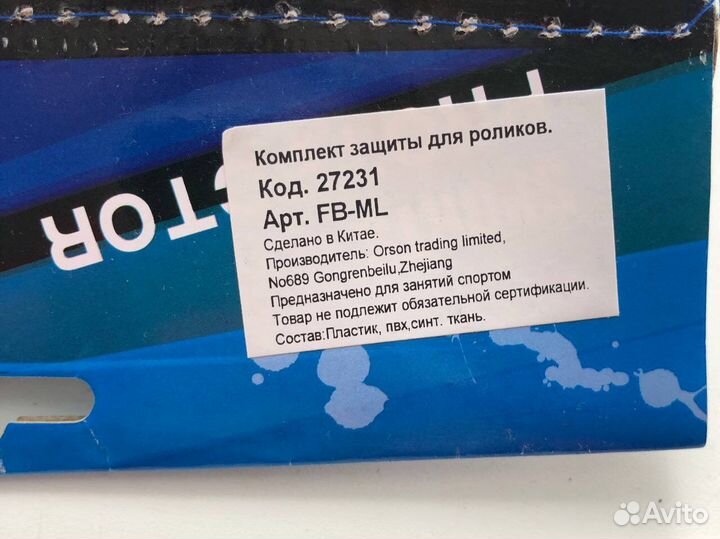 Комплект защиты для роликов.
Код. 27231
Арт. FB-ML
Сделано в Китае.
Производитель: Orson trading limited,
No689 Gongrenbeilu,Zhejiang
Предназначено для занятий спортом
Товар не подлежит обязательной сертификации.
Состав:Пластик, пвх,синт. ткань.
CTOR
Avito